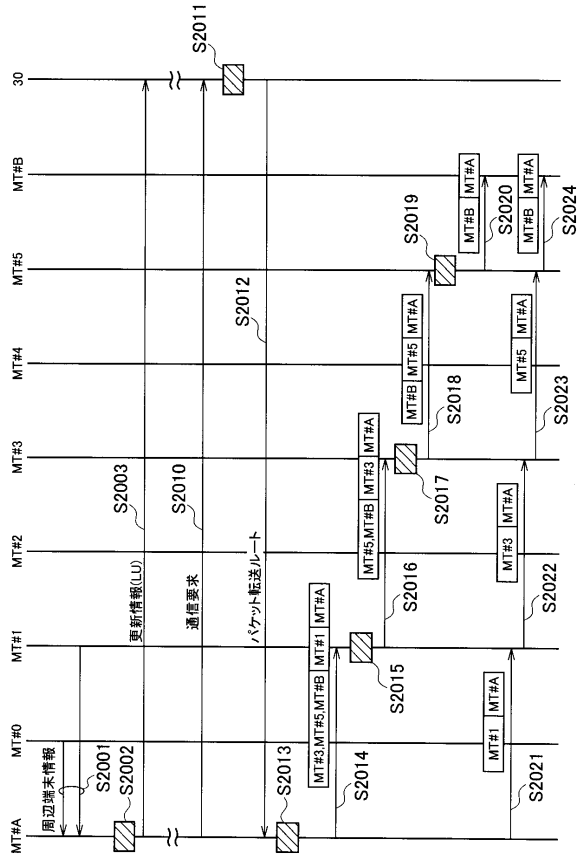 MT#A
MT#0
MT#1
MT#2
MT#3
MT#4
MT#5
MT#B
30
周辺端末情報
S2001
S2002
更新情報(LU)
S2003
通信要求
S2010
S2011
パケット転送ルート
S2012
S2013
MT#3,MT#5,MT#B MT#1 MT#A
S2014
S2015
MT#5,MT#B MT#3 MT#A
S2016
S2017
MT#B MT#5 MT#A
S2018
S2019
MT#B MT#A
S2020
MT#1 MT#A
S2021
MT#3 MT#A
S2022
MT#5 MT#A
S2023
MT#B MT#A
S2024